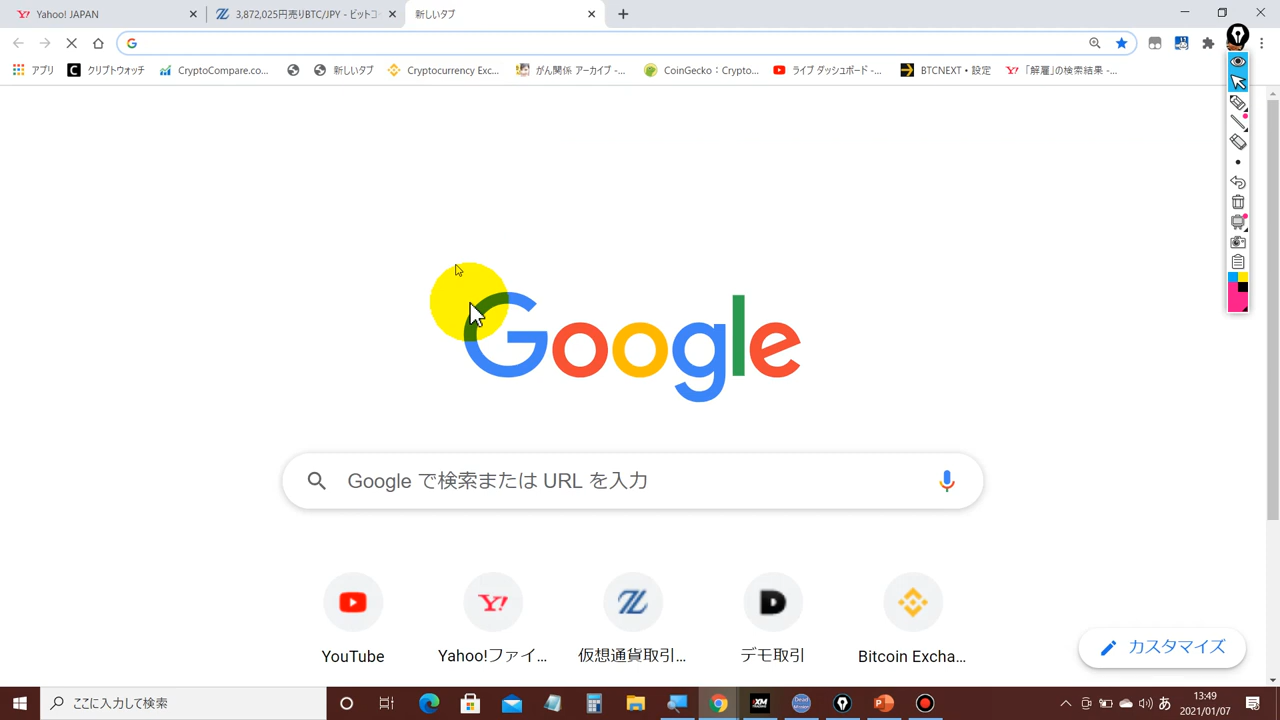 Yahoo! JAPAN
3,872,025円売りBTC/JPY - ビットコ
新しいタブ
アプリ
クリプトウォッチ
CryptoCompare.co...
新しいタブ
Cryptocurrency Exc...
がん関係 アーカイブ -...
CoinGecko：Crypto...
ライブ ダッシュボード -...
BTCNEXT・設定
「解雇」の検索結果 -...
Google
Google で検索または URL を入力
YouTube
Yahoo!ファイ...
仮想通貨取引...
デモ取引
Bitcoin Excha...
カスタマイズ
ここに入力して検索
XM
あ
13:49
2021/01/07